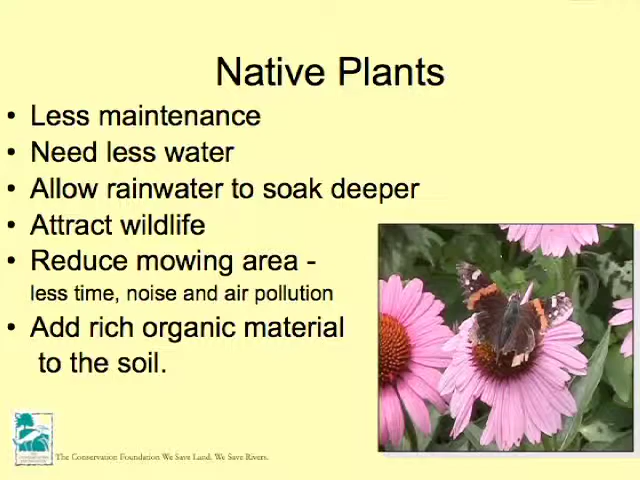 Native Plants
• Less maintenance
• Need less water
• Allow rainwater to soak deeper
• Attract wildlife
• Reduce mowing area -
less time, noise and air pollution
• Add rich organic material
to the soil.
The Conservation Foundation We Save Land. We Save Rivers.